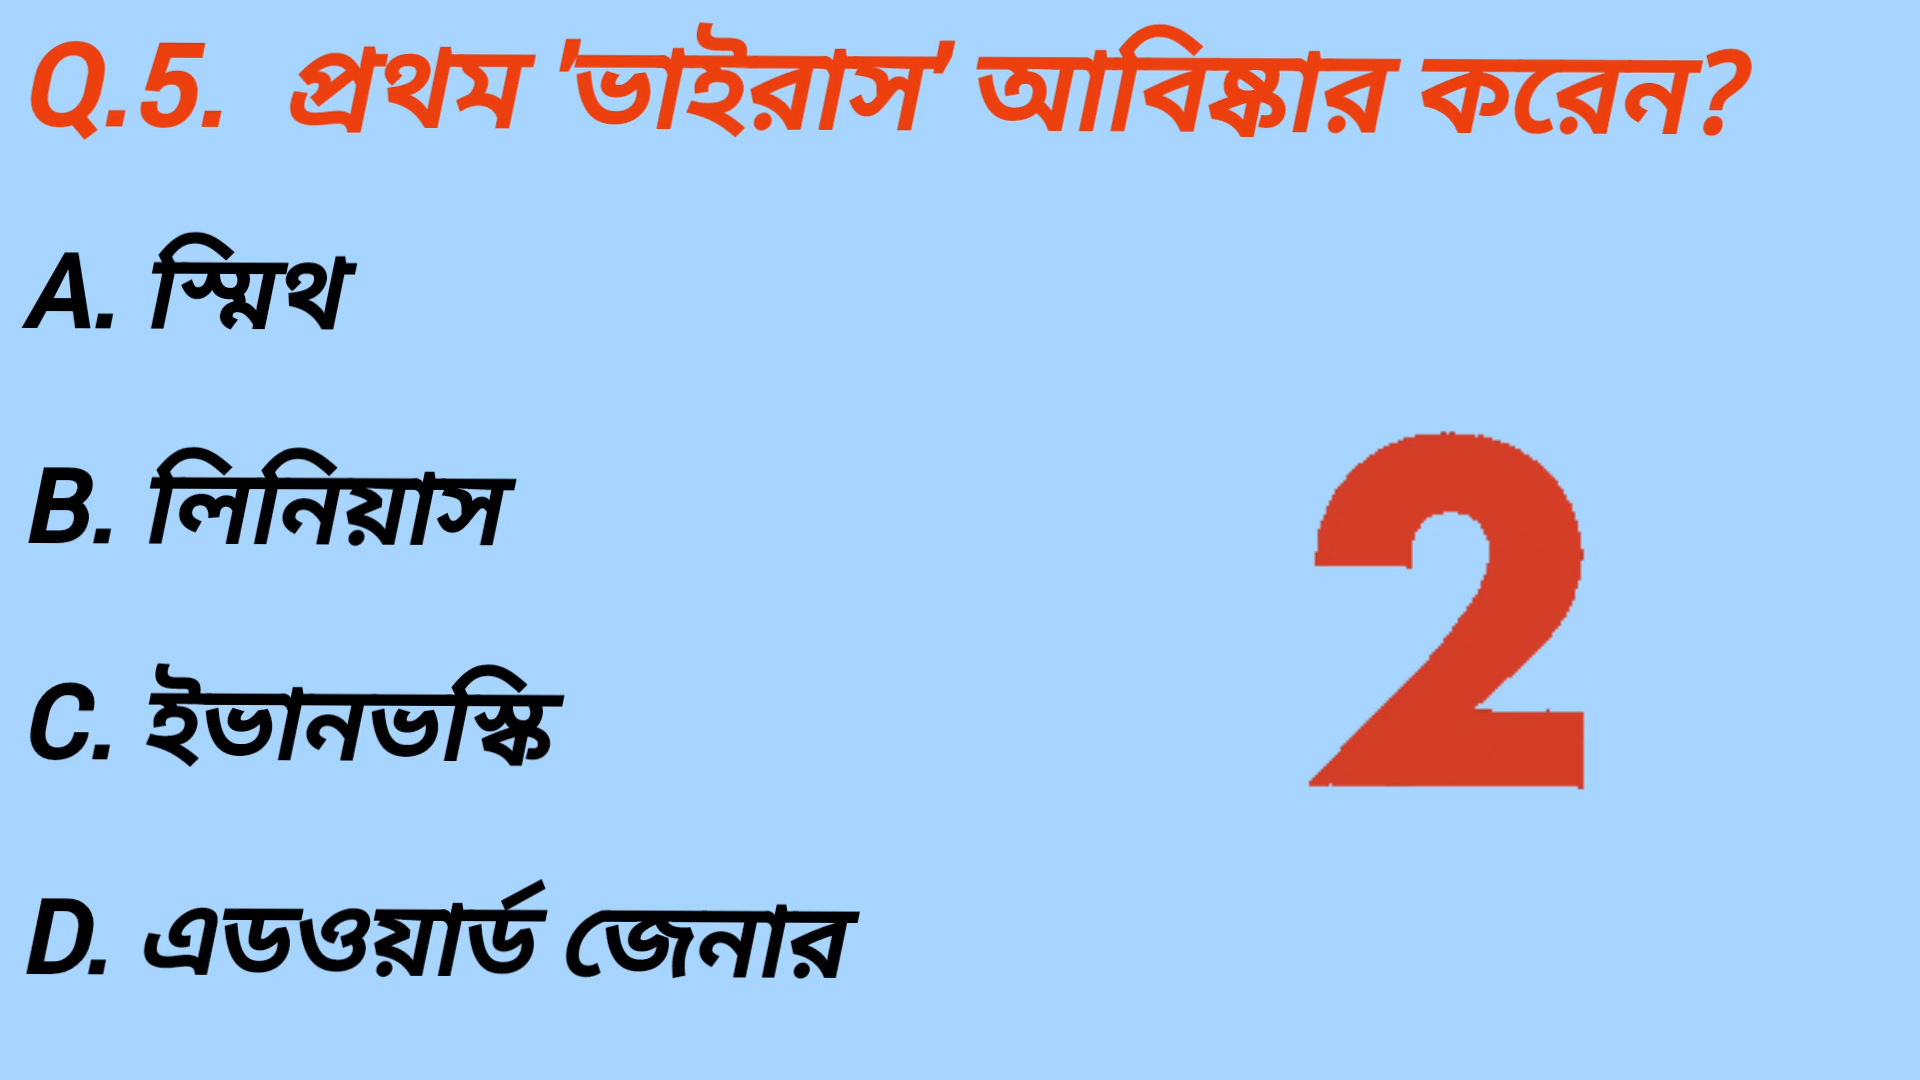 Q.5. প্রথম 'ভাইরাস' আবিষ্কার করেন?
A. স্মিথ
B. লিনিয়াস
2
C. ইভানভস্কি
D. এডওয়ার্ড জেনার